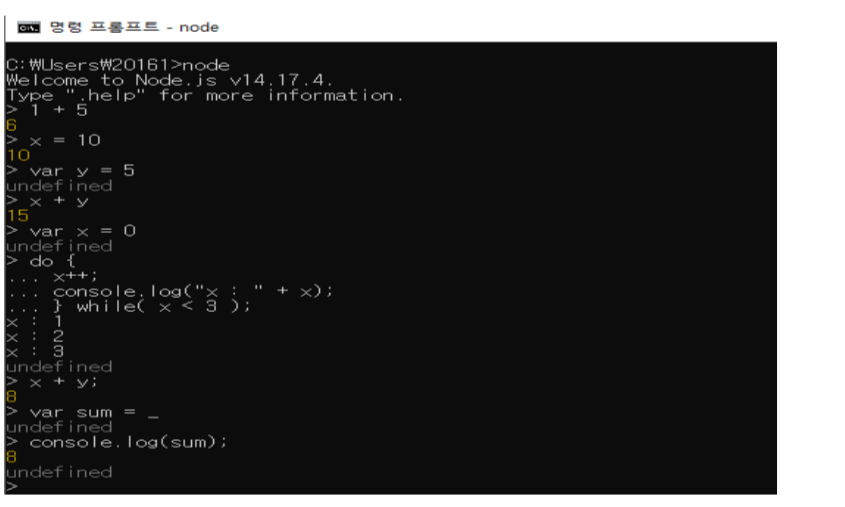 명령 프롬프트 - node
C:₩Users₩20161>node
Welcome to Node.js v14.17.4.
Type ".help" for more information.
> 1 + 5
6
> x = 10
10
> var y = 5
undefined
> x + y
15
> var x = 0
undefined
> do {
... x++;
... console.log("x : " + x);
... } while( x < 3 );
x : 1
x : 2
x : 3
undefined
> x + y;
8
> var sum = _
undefined
> console.log(sum);
8
undefined
>